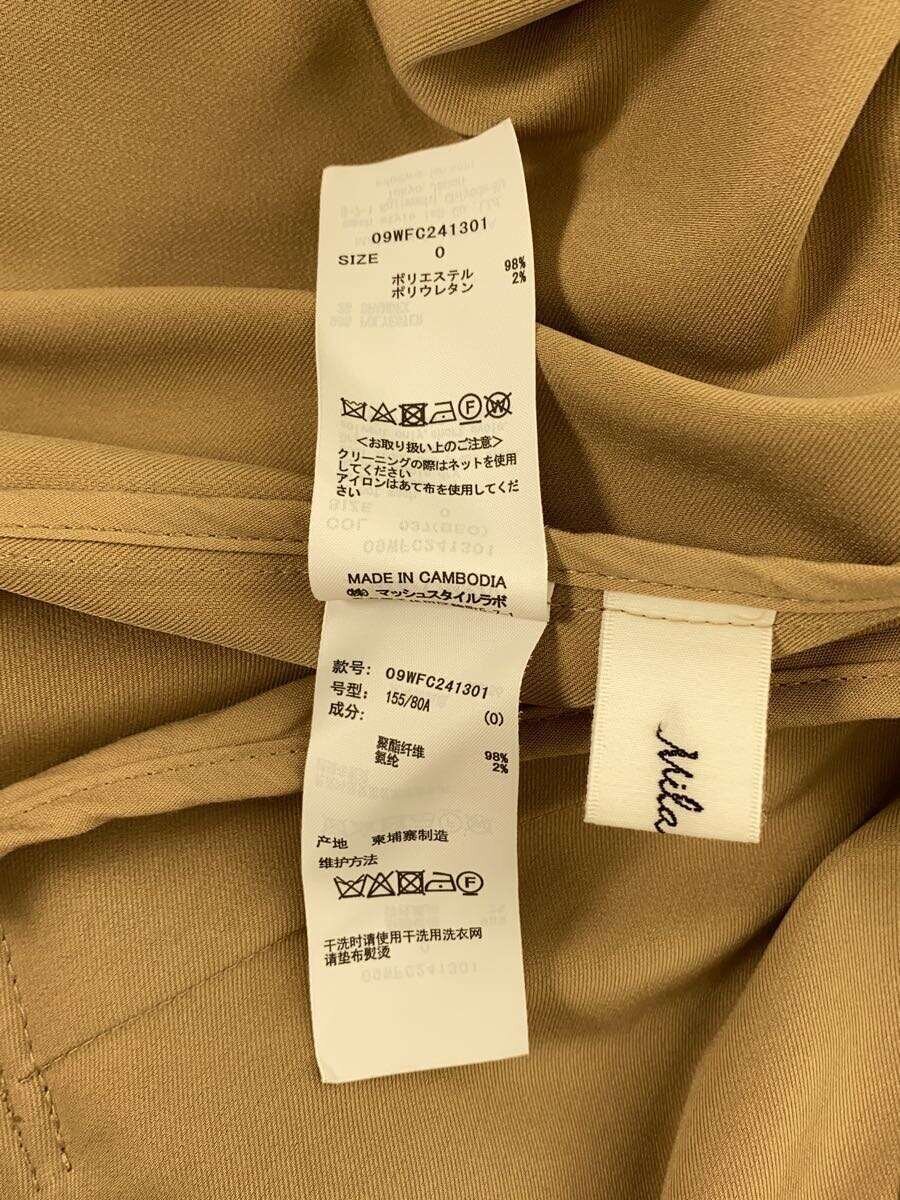 09WFC241301
SIZE 0
ポリエステル 98%
ポリウレタン 2%
F W
<お取り扱い上のご注意>
クリーニングの際はネットを使用
してください
アイロンはあて布を使用してくだ
さい
MADE IN CAMBODIA
㈱ マッシュスタイルラボ
款号: 09WFC241301
号型: 155/80A (0)
成分:
聚酯纤维 98%
氨纶 2%
产地 柬埔寨制造
维护方法
F
干洗时请使用干洗用洗衣网
请垫布熨烫
Mila